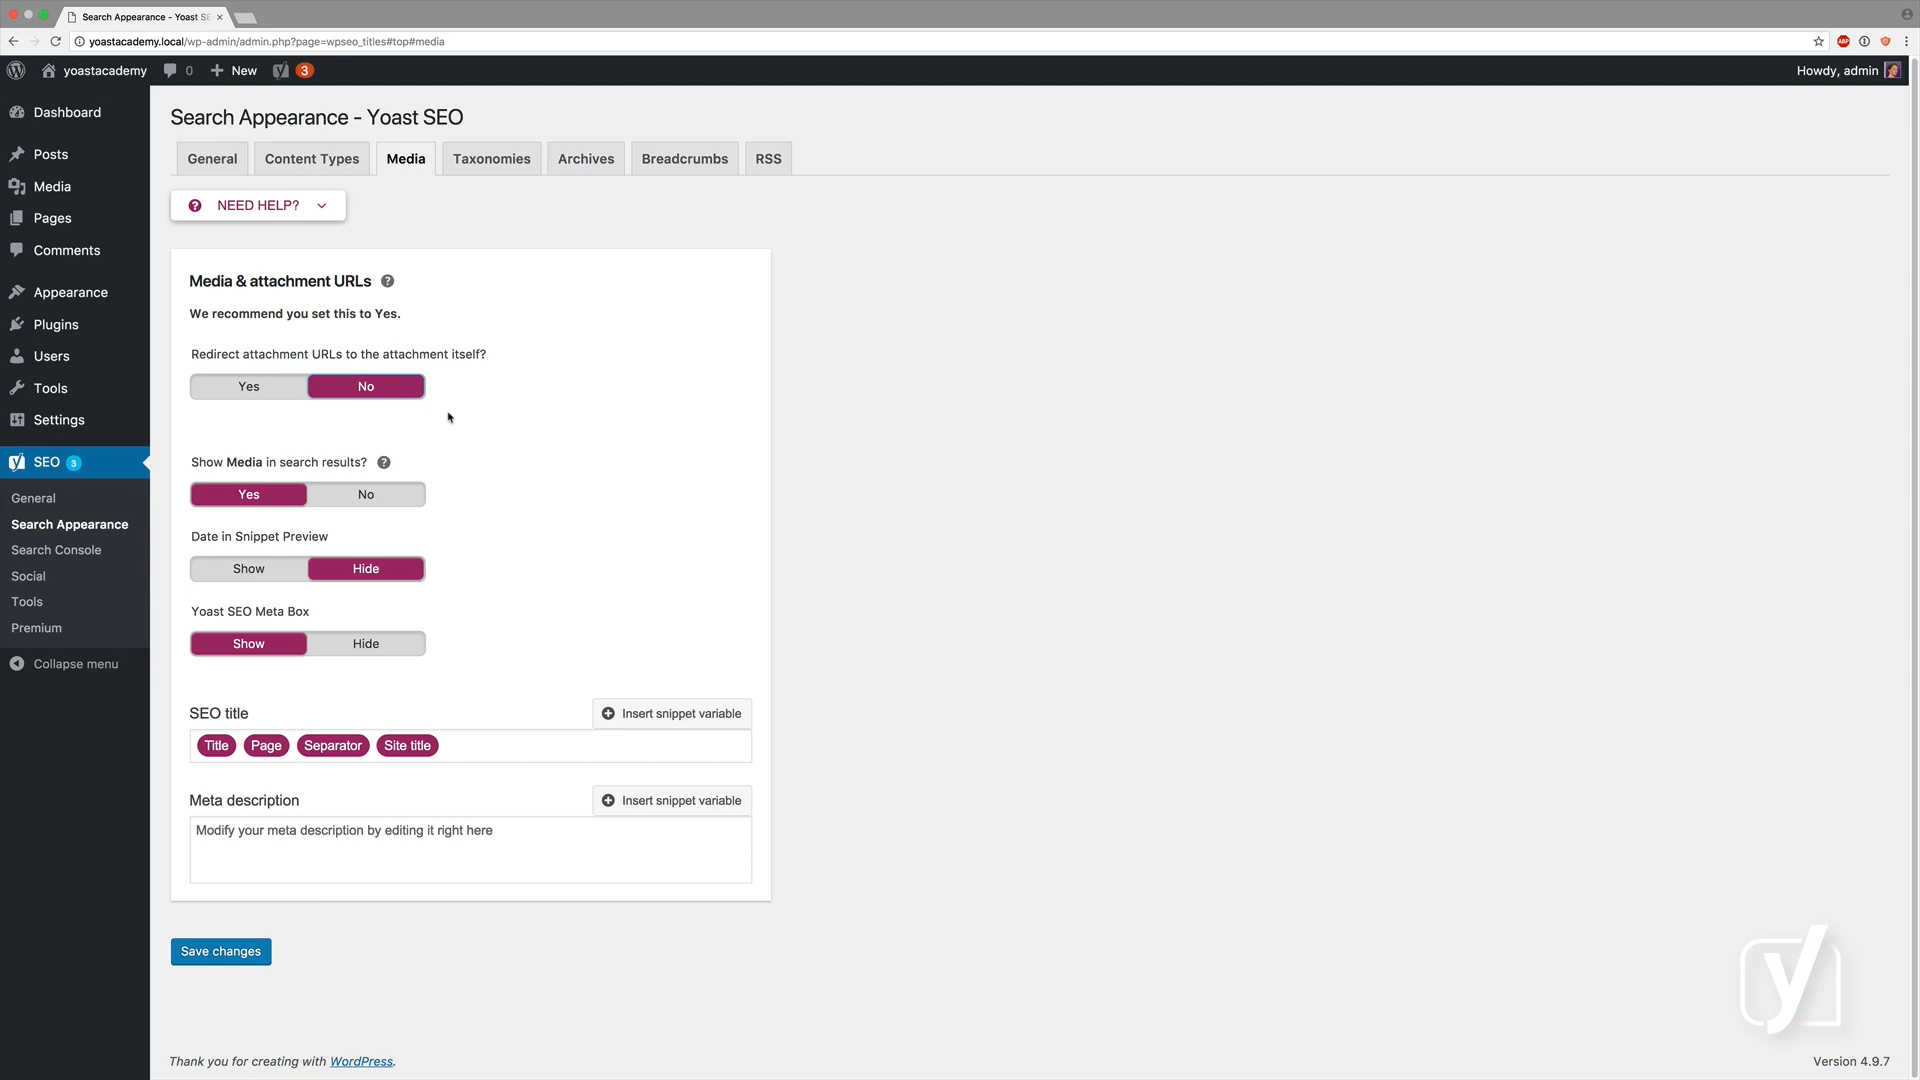 Search Appearance - Yoast SE
yoastacademy.local/wp-admin/admin.php?page=wpseo_titles#top#media
ABP
yoastacademy 0 New 3
Howdy, admin
Dashboard
Posts
Media
Pages
Comments
Appearance
Plugins
Users
Tools
Settings
SEO 3
General
Search Appearance
Search Console
Social
Tools
Premium
Collapse menu
Search Appearance - Yoast SEO
General Content Types Media Taxonomies Archives Breadcrumbs RSS
? NEED HELP?
Media & attachment URLs ?
We recommend you set this to Yes.
Redirect attachment URLs to the attachment itself?
Yes No
Show Media in search results? ?
Yes No
Date in Snippet Preview
Show Hide
Yoast SEO Meta Box
Show Hide
SEO title Insert snippet variable
Title Page Separator Site title
Meta description Insert snippet variable
Modify your meta description by editing it right here
Save changes
y
Thank you for creating with WordPress.
Version 4.9.7